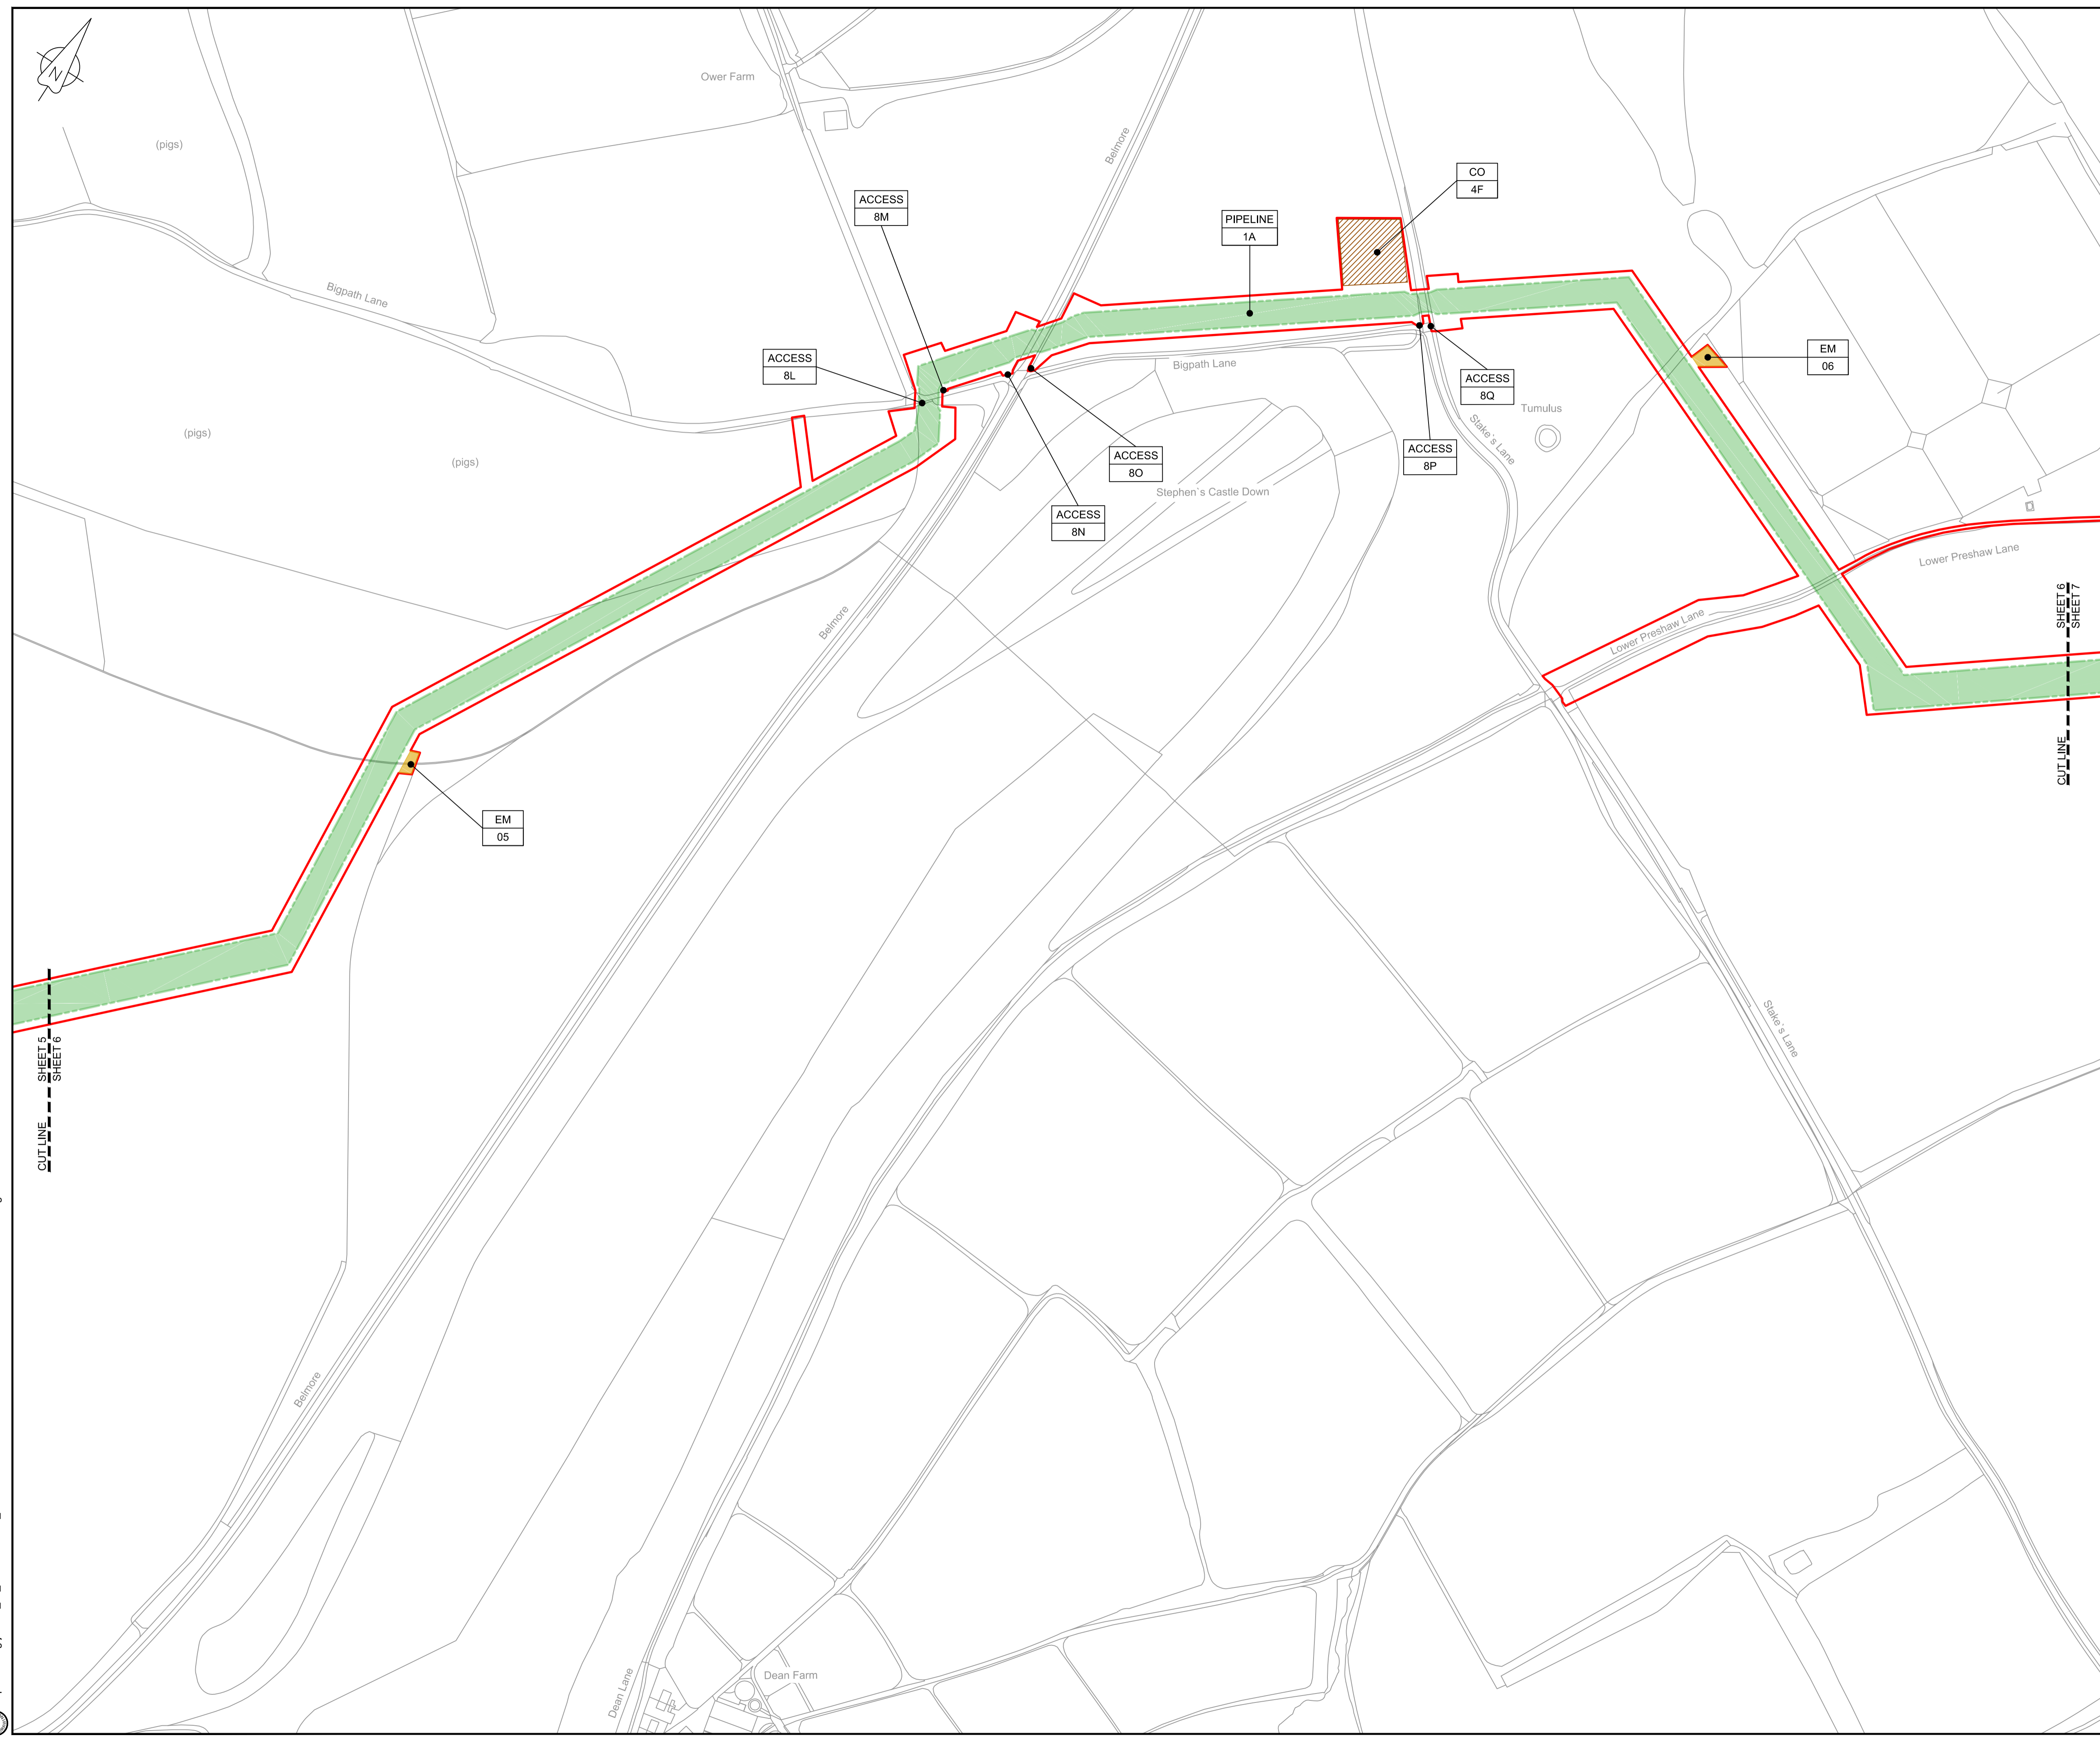 N
Ower Farm
(pigs)
Belmore
CO
4F
ACCESS
8M
PIPELINE
1A
Bigpath Lane
ACCESS
8L
Bigpath Lane
EM
06
ACCESS
8Q
Tumulus
Stake`s Lane
(pigs)
(pigs)
ACCESS
8O
ACCESS
8P
Stephen`s Castle Down
ACCESS
8N
Lower Preshaw Lane
Belmore
Lower Preshaw Lane
SHEET 6
SHEET 7
CUT LINE
EM
05
SHEET 5
SHEET 6
CUT LINE
Stake`s Lane
Belmore
Dean Farm
Dean Lane